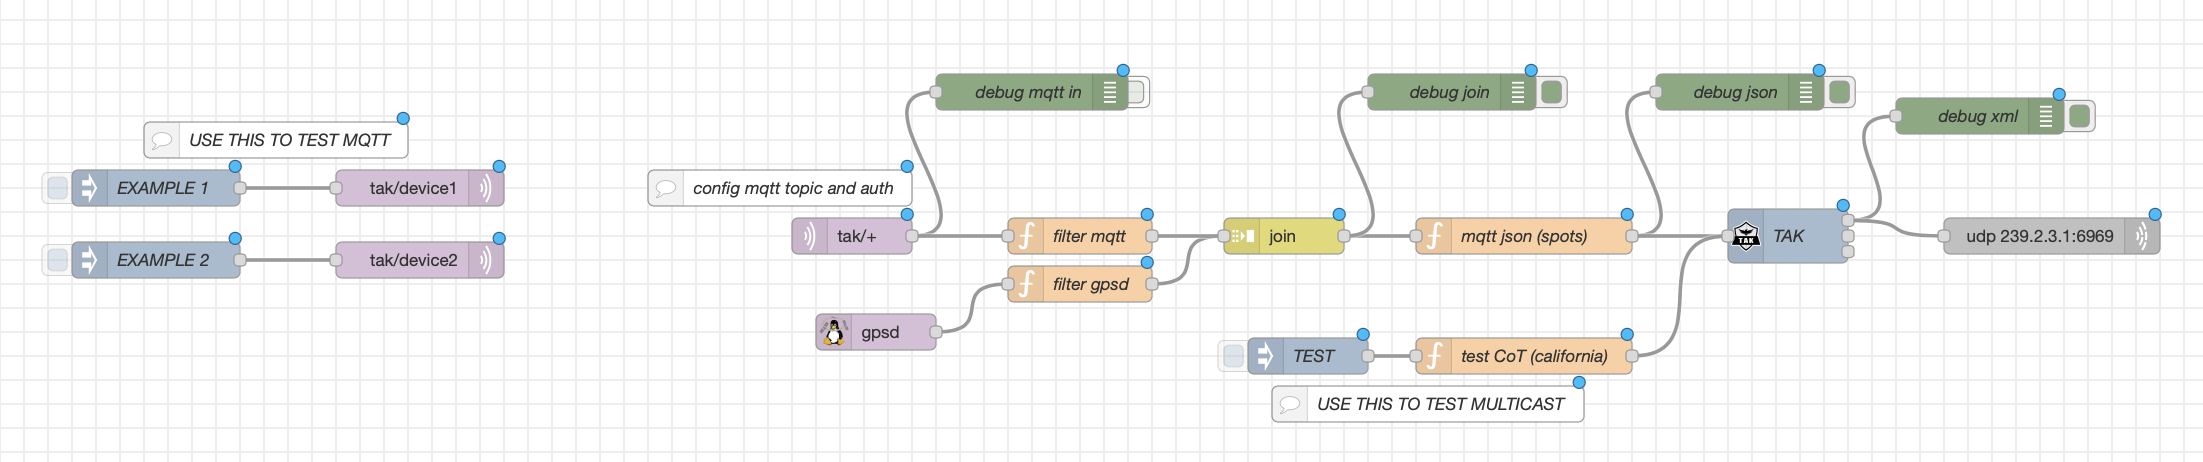 USE THIS TO TEST MQTT
EXAMPLE 1
tak/device1
EXAMPLE 2
tak/device2
debug mqtt in
config mqtt topic and auth
tak/+
filter mqtt
filter gpsd
gpsd
join
debug join
mqtt json (spots)
debug json
TEST
test CoT (california)
USE THIS TO TEST MULTICAST
TAK
TAK
debug xml
udp 239.2.3.1:6969